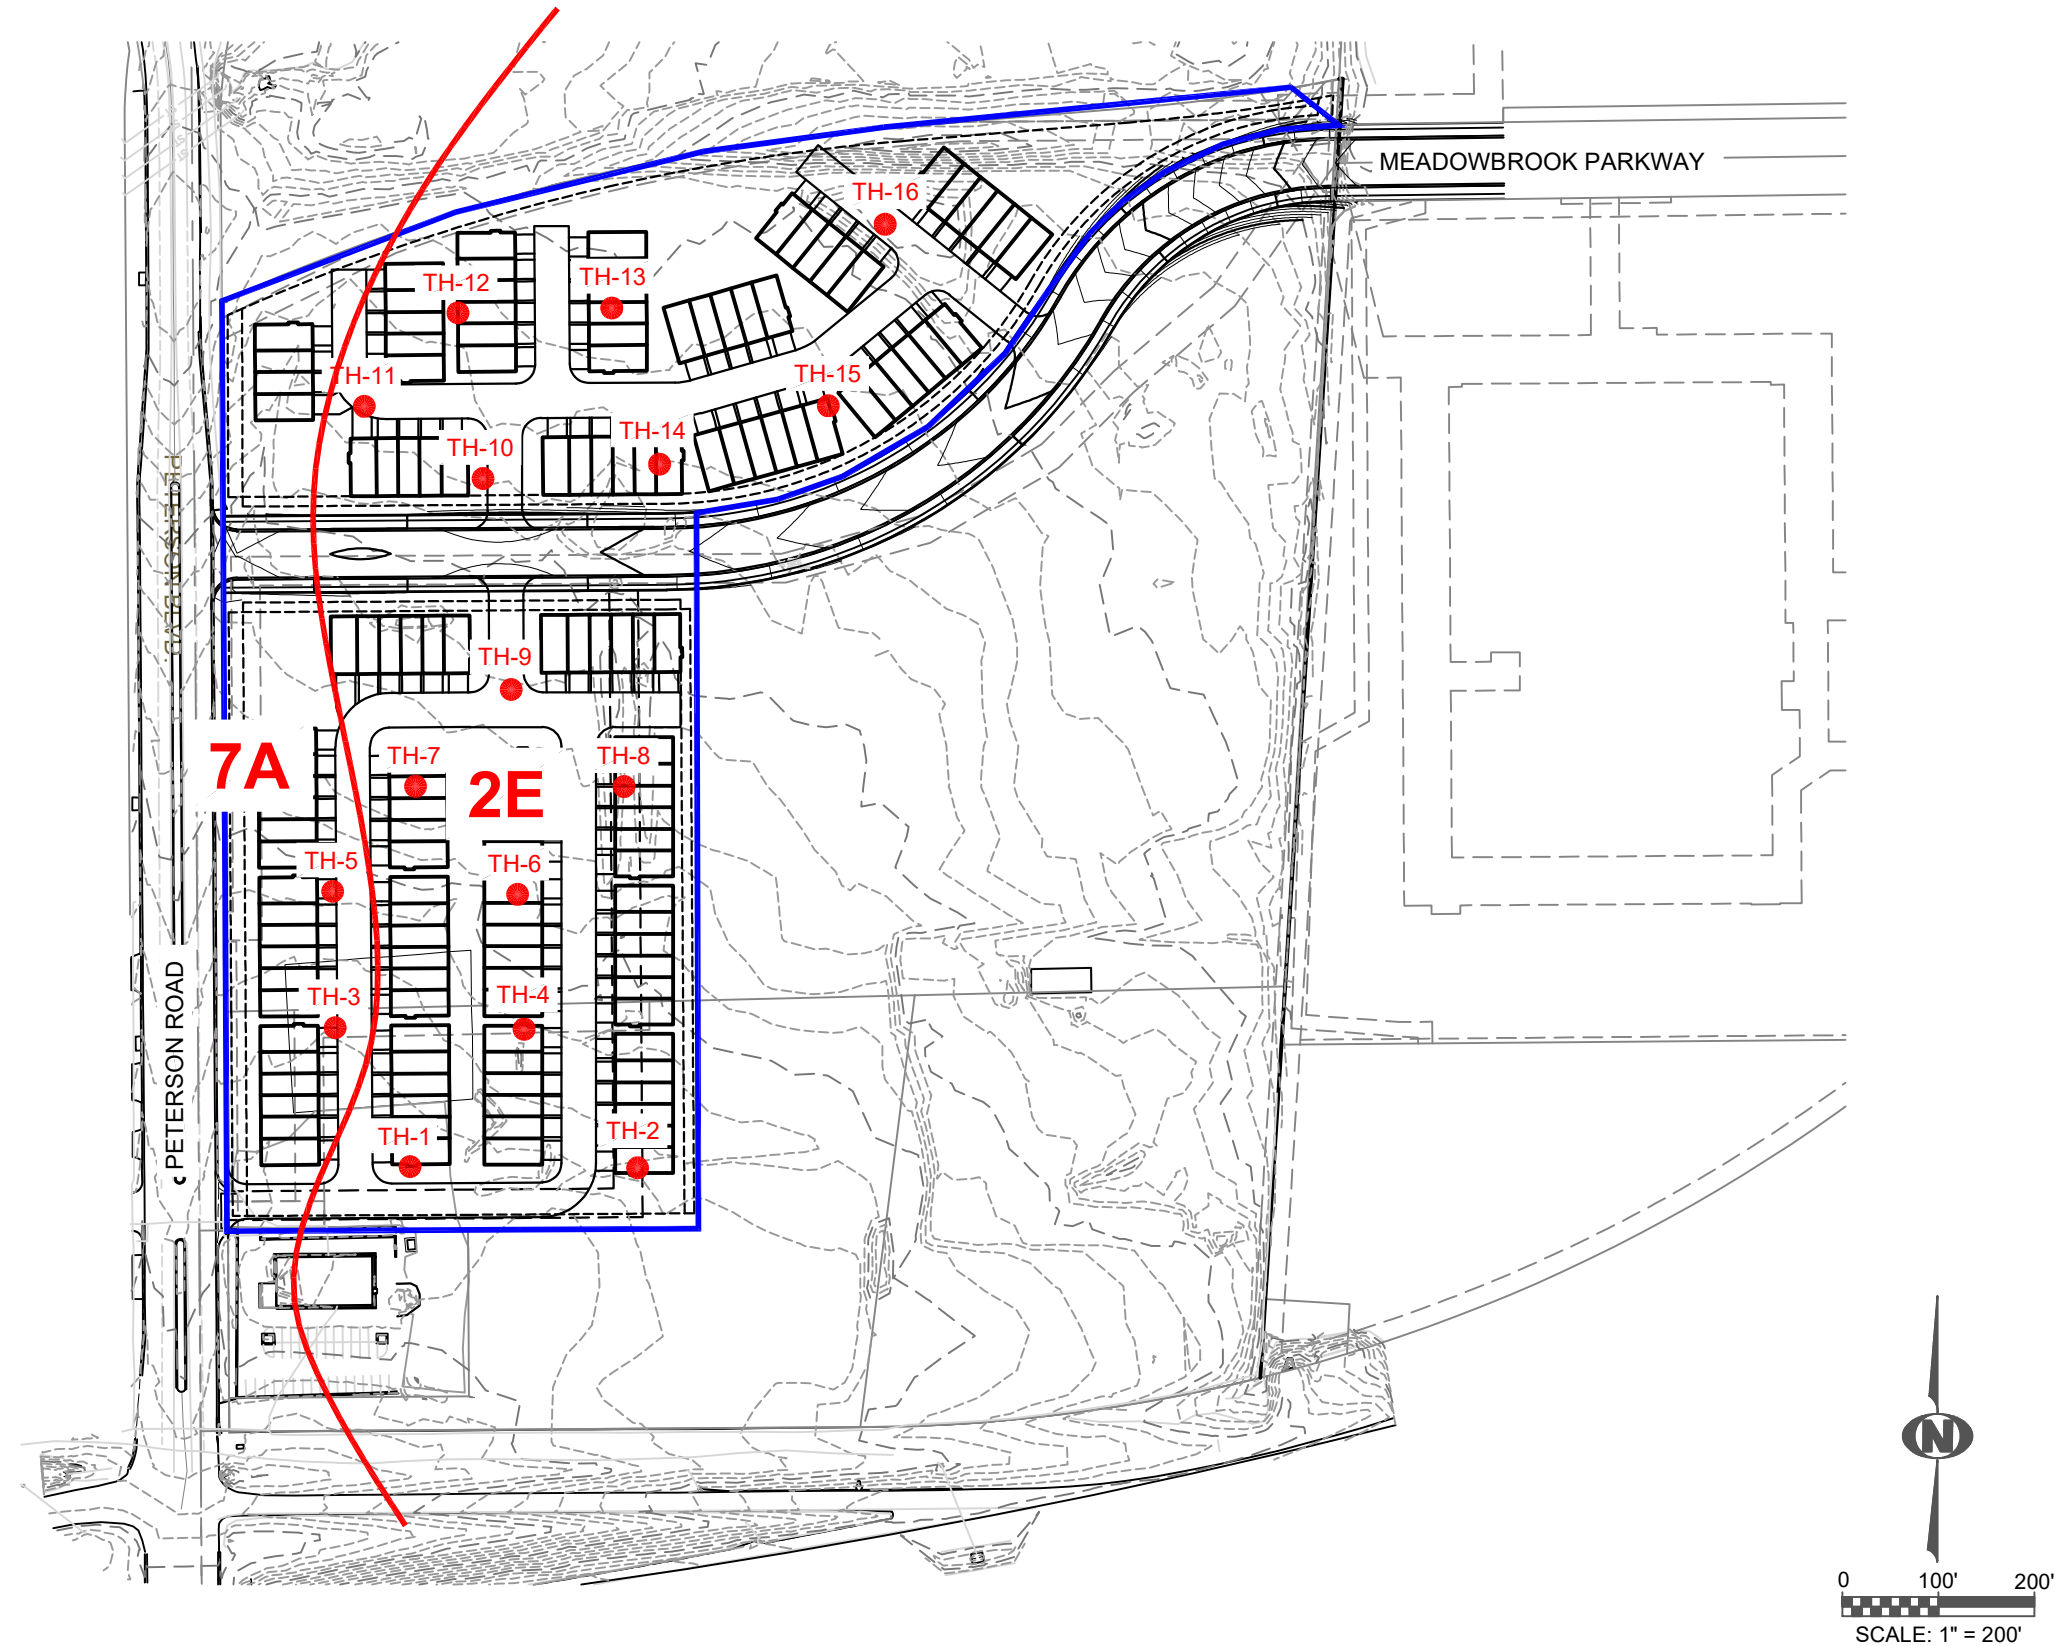 MEADOWBROOK PARKWAY
TH-16
TH-12
TH-13
TH-11
TH-15
TH-14
TH-10
PETERSON BLVD.
TH-9
7A
TH-7
2E
TH-8
TH-5
TH-6
TH-3
TH-4
PETERSON ROAD
TH-1
TH-2
N
0 100' 200'
SCALE: 1" = 200'